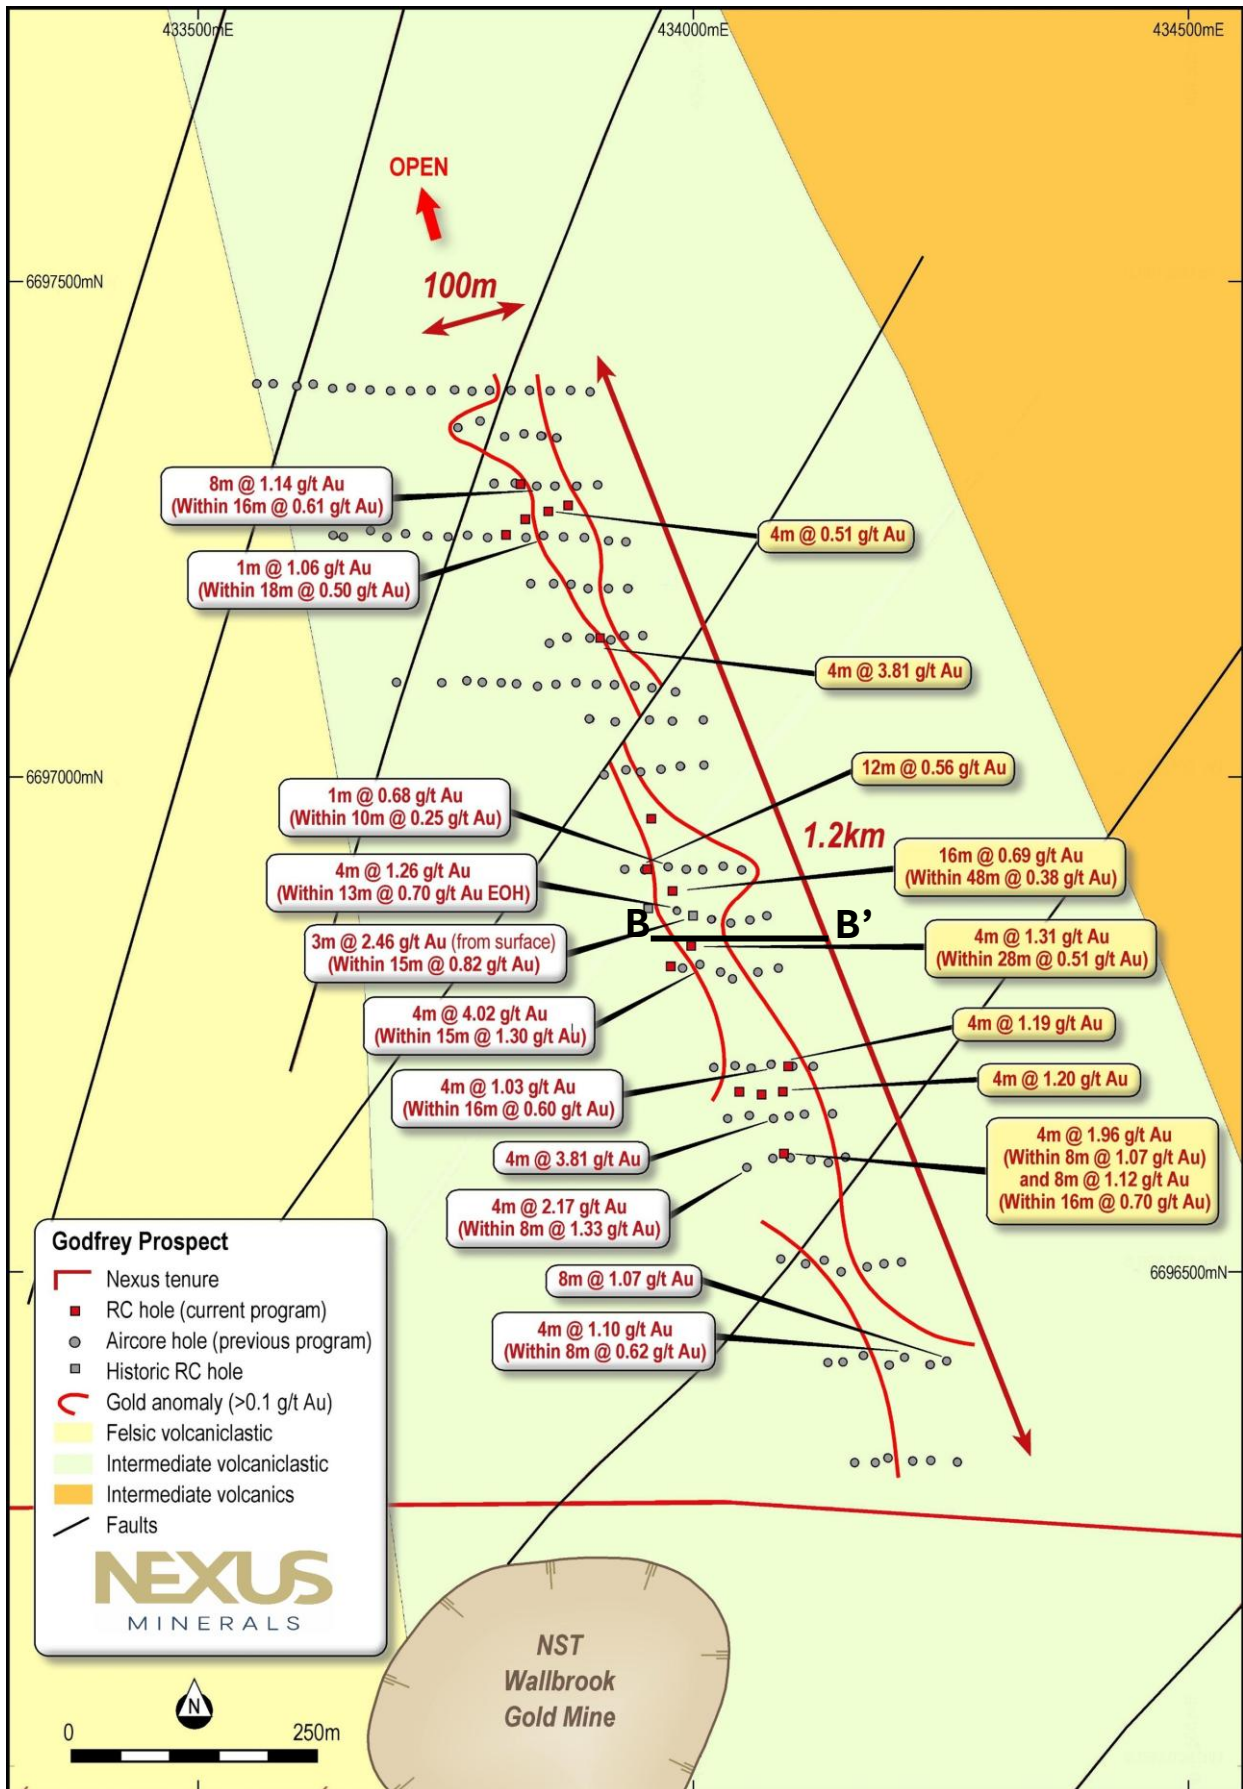 433500mE
434000mE
434500mE
OPEN
6697500mN
100m
8m @ 1.14 g/t Au
(Within 16m @ 0.61 g/t Au)
4m @ 0.51 g/t Au
1m @ 1.06 g/t Au
(Within 18m @ 0.50 g/t Au)
4m @ 3.81 g/t Au
6697000mN
12m @ 0.56 g/t Au
1m @ 0.68 g/t Au
(Within 10m @ 0.25 g/t Au)
1.2km
16m @ 0.69 g/t Au
(Within 48m @ 0.38 g/t Au)
4m @ 1.26 g/t Au
(Within 13m @ 0.70 g/t Au EOH)
B
B’
3m @ 2.46 g/t Au (from surface)
(Within 15m @ 0.82 g/t Au)
4m @ 1.31 g/t Au
(Within 28m @ 0.51 g/t Au)
4m @ 4.02 g/t Au
(Within 15m @ 1.30 g/t Au)
4m @ 1.19 g/t Au
4m @ 1.03 g/t Au
(Within 16m @ 0.60 g/t Au)
4m @ 1.20 g/t Au
4m @ 3.81 g/t Au
4m @ 1.96 g/t Au
(Within 8m @ 1.07 g/t Au)
and 8m @ 1.12 g/t Au
(Within 16m @ 0.70 g/t Au)
4m @ 2.17 g/t Au
(Within 8m @ 1.33 g/t Au)
8m @ 1.07 g/t Au
6696500mN
4m @ 1.10 g/t Au
(Within 8m @ 0.62 g/t Au)
Godfrey Prospect
Nexus tenure
RC hole (current program)
Aircore hole (previous program)
Historic RC hole
Gold anomaly (>0.1 g/t Au)
Felsic volcaniclastic
Intermediate volcaniclastic
Intermediate volcanics
Faults
NEXUS
MINERALS
NST
Wallbrook
Gold Mine
N
0
250m